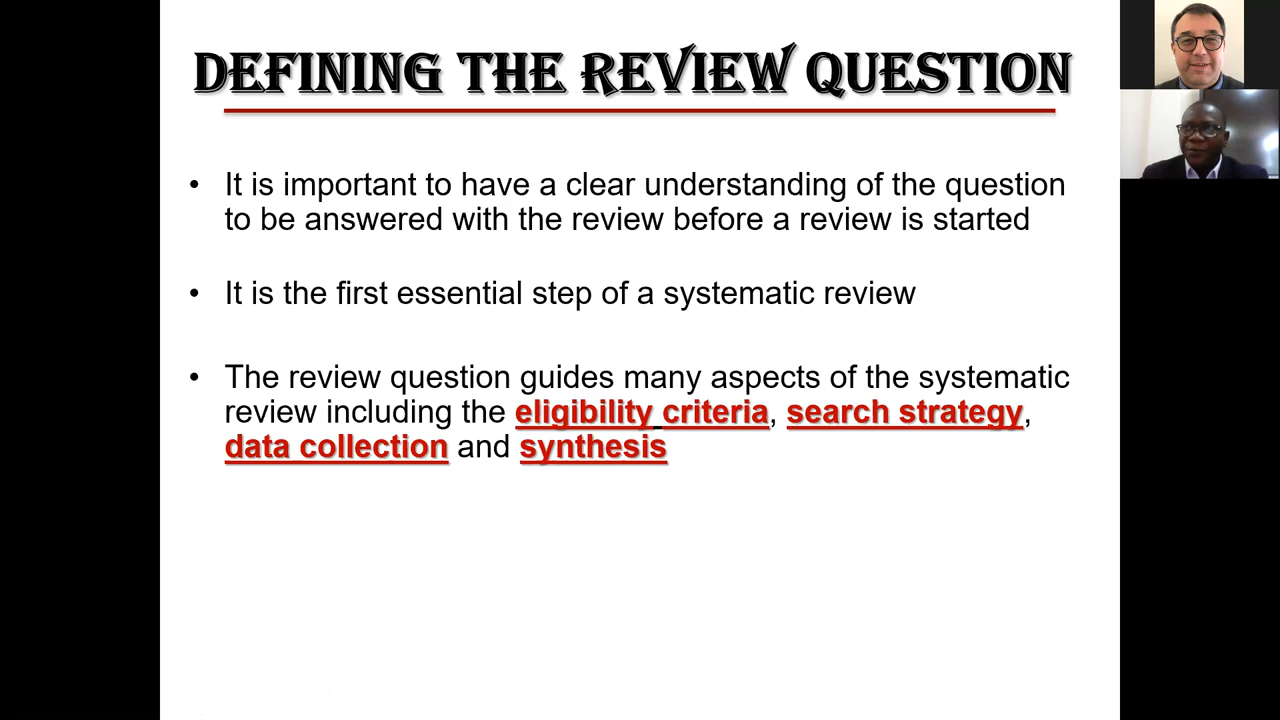 DEFINING THE REVIEW QUESTION
• It is important to have a clear understanding of the question
to be answered with the review before a review is started
• It is the first essential step of a systematic review
• The review question guides many aspects of the systematic
review including the eligibility criteria, search strategy,
data collection and synthesis